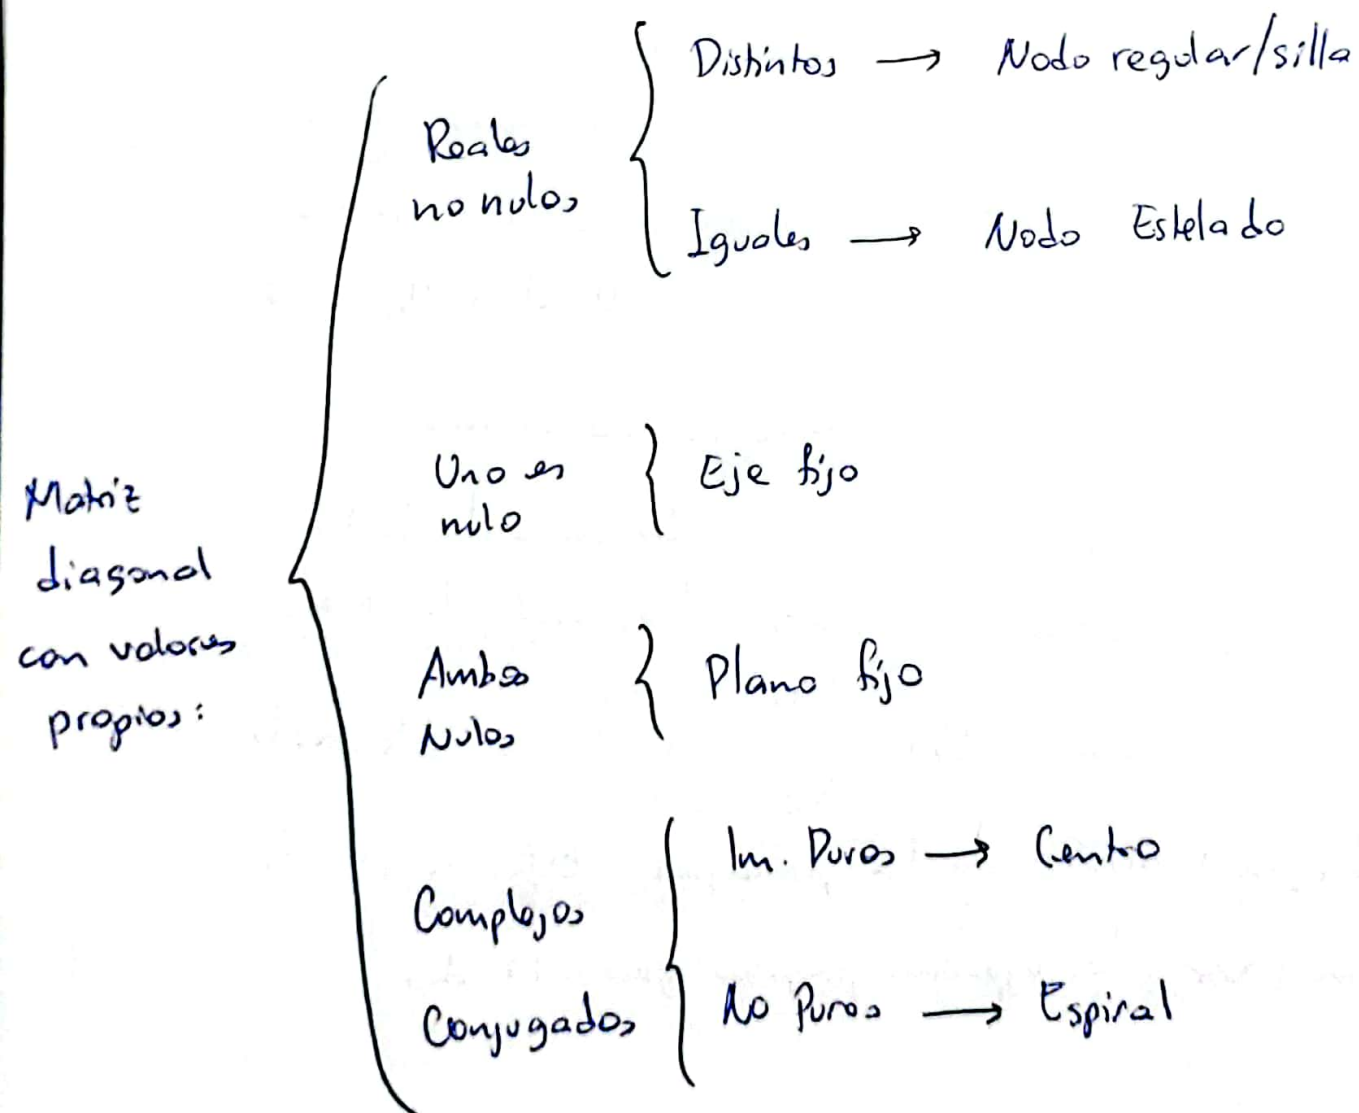 Distintos → Nodo regular/silla
Reales
no nulos
Iguales → Nodo Estelado
Uno es
nulo
Eje fijo
Matriz
diagonal
con valores
propios:
Ambos
Nulos
Plano fijo
Im. Puros → Centro
Complejos
Conjugados
No Puros → Espiral